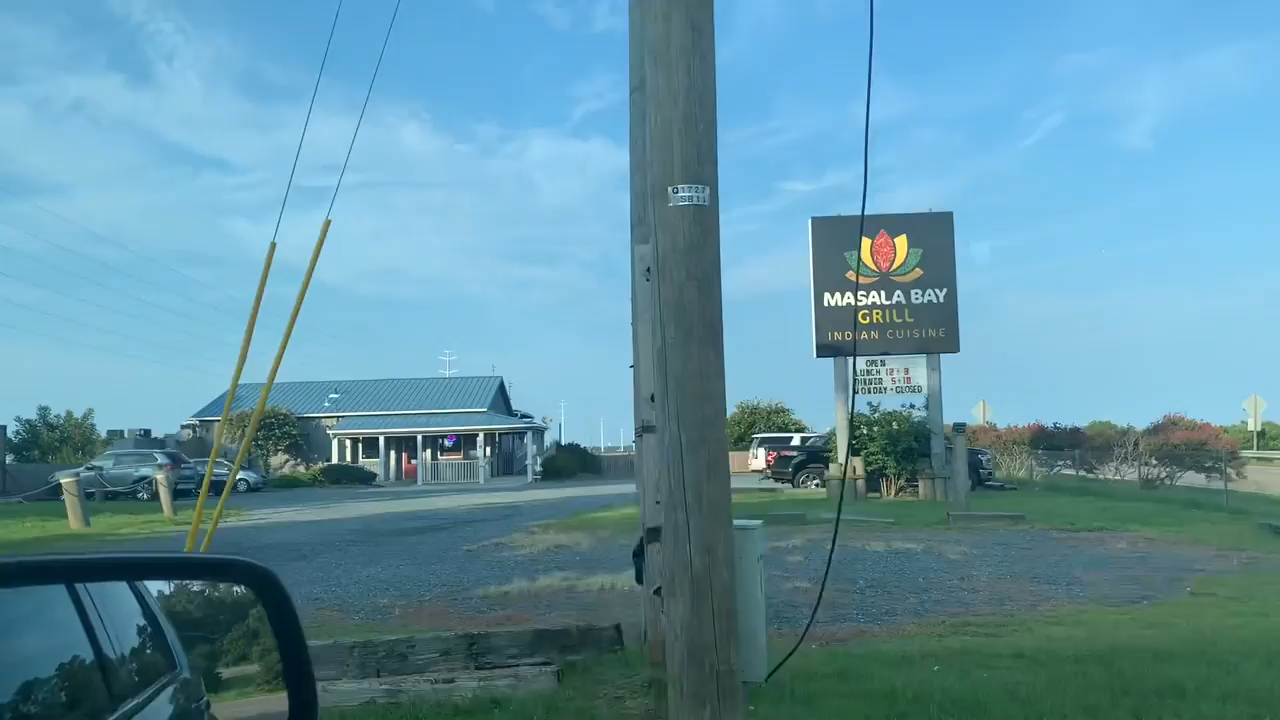 Q1727
SB11
MASALA BAY
GRILL
INDIAN CUISINE
OPEN
LUNCH 12-3
DINNER 5-10
MONDAY-CLOSED